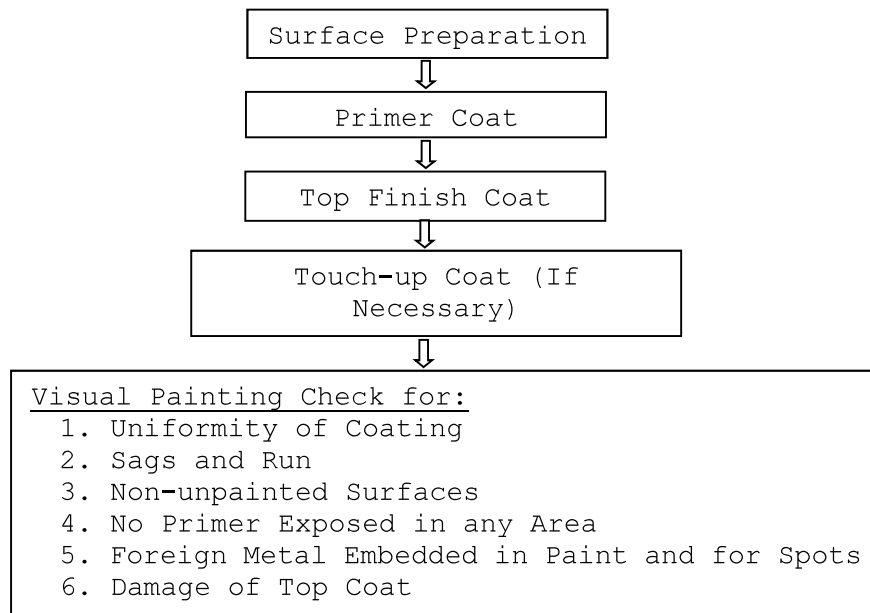 Surface Preparation
Primer Coat
Top Finish Coat
Touch-up Coat (If
Necessary)
Visual Painting Check for:
1. Uniformity of Coating
2. Sags and Run
3. Non-unpainted Surfaces
4. No Primer Exposed in any Area
5. Foreign Metal Embedded in Paint and for Spots
6. Damage of Top Coat